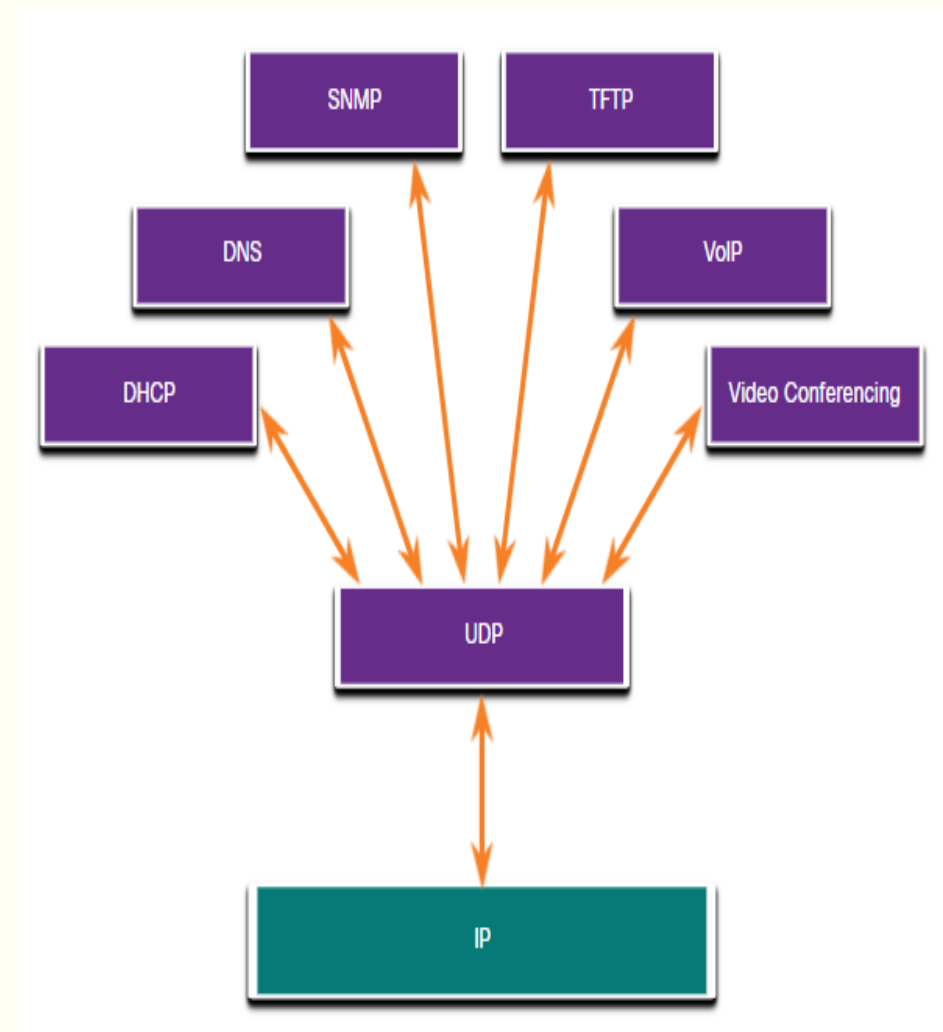 SNMP
TFTP
DNS
VoIP
DHCP
Video Conferencing
UDP
IP